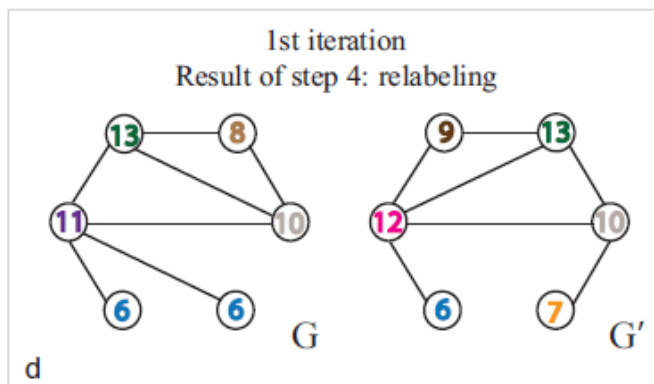 1st iteration
Result of step 4: relabeling
13 8 9 13
11 10 12 10
6 6 G 6 7 G′
d